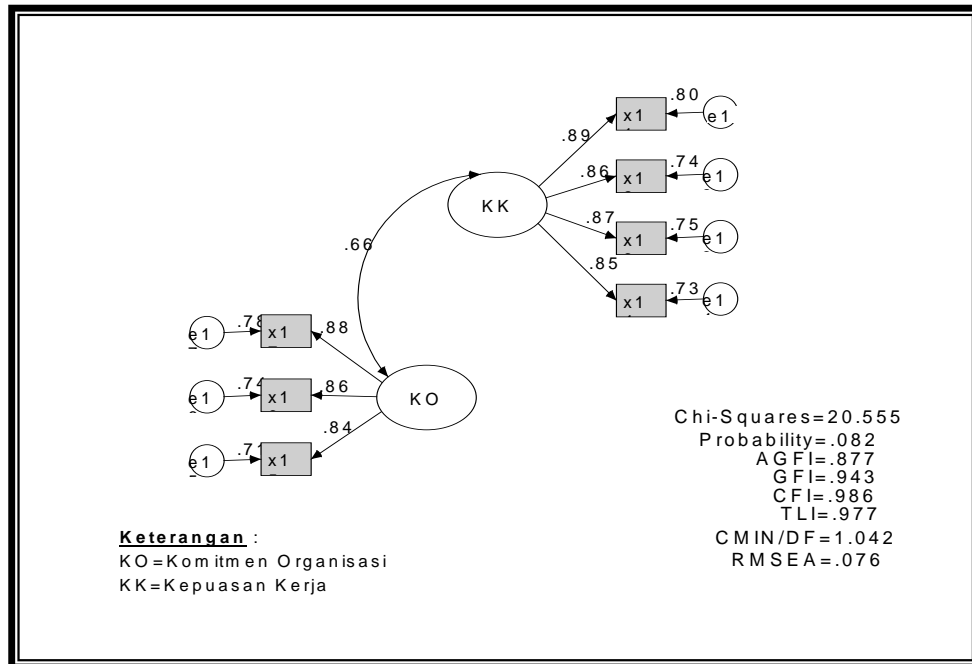 .80
x1
e1
.89
.74
.86
x1
e1
KK
.75
.87
x1
e1
.66
.85
.73
x1
e1
e1
.78
x1
.88
e1
.74
x1
.86
KO
e1
.71
x1
.84
Chi-Squares=20.555
Probability=.082
AGFI=.877
GFI=.943
CFI=.986
TLI=.977
CMIN/DF=1.042
RMSEA=.076
Keterangan :
KO=Komitmen Organisasi
KK=Kepuasan Kerja